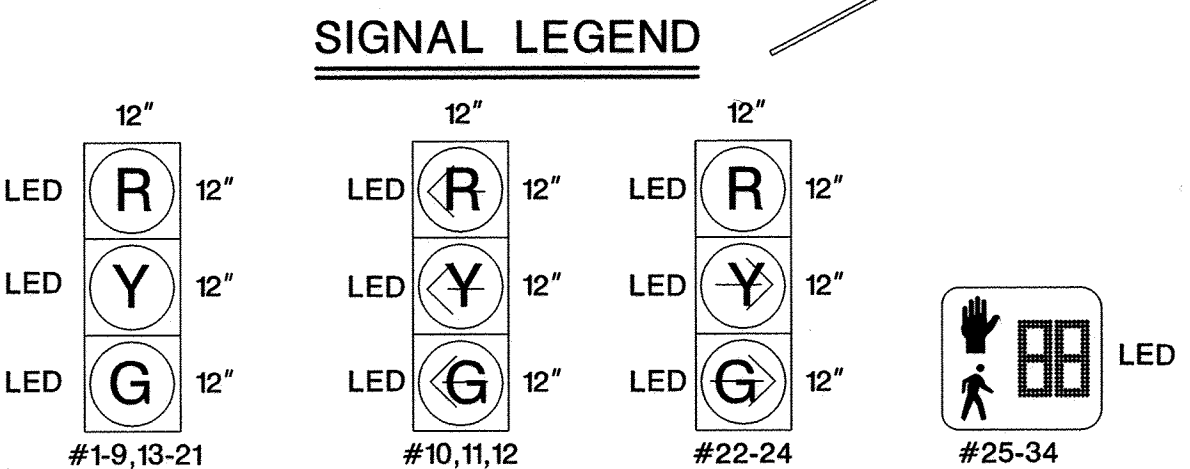 SIGNAL LEGEND
12" 12" 12"
LED R 12" LED R 12" LED R 12"
LED Y 12" LED Y 12" LED Y 12"
LED G 12" LED G 12" LED G 12"
88 LED
#1-9,13-21 #10,11,12 #22-24 #25-34